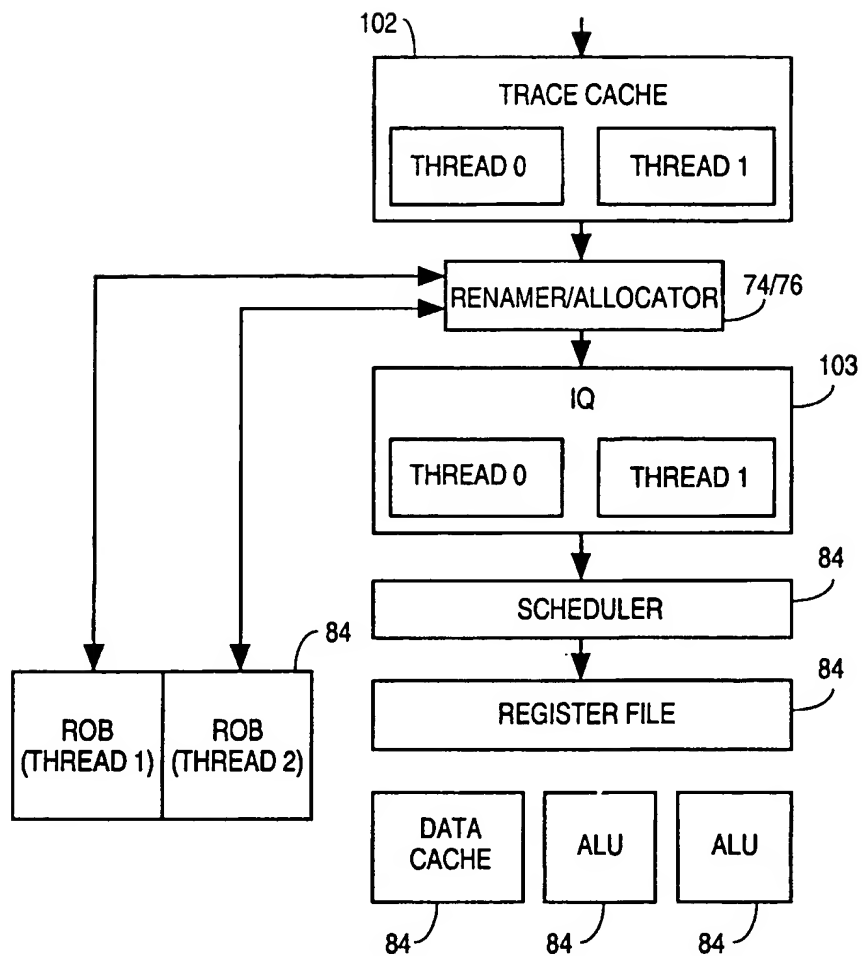 102
TRACE CACHE
THREAD 0
THREAD 1
RENAMER/ALLOCATOR
74/76
103
IQ
THREAD 0
THREAD 1
84
SCHEDULER
84
84
REGISTER FILE
ROB
(THREAD 1)
ROB
(THREAD 2)
DATA
CACHE
ALU
ALU
84
84
84